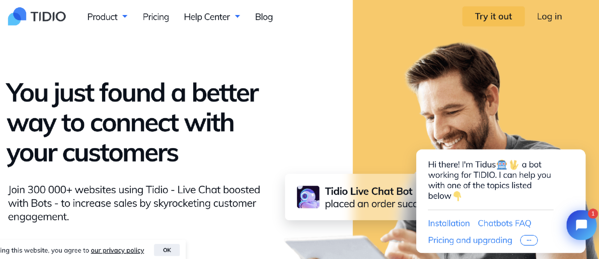 TIDIO
Product Pricing Help Center Blog Try it out Log in
You just found a better
way to connect with
your customers
Join 300 000+ websites using Tidio - Live Chat boosted
with Bots - to increase sales by skyrocketing customer
engagement.
Tidio Live Chat Bot
placed an order succ
Hi there! I'm Tidus🤖✌️ a bot
working for TIDIO. I can help you
with one of the topics listed
below👇
Installation Chatbots FAQ
Pricing and upgrading
1
ing this website, you agree to our privacy policy OK